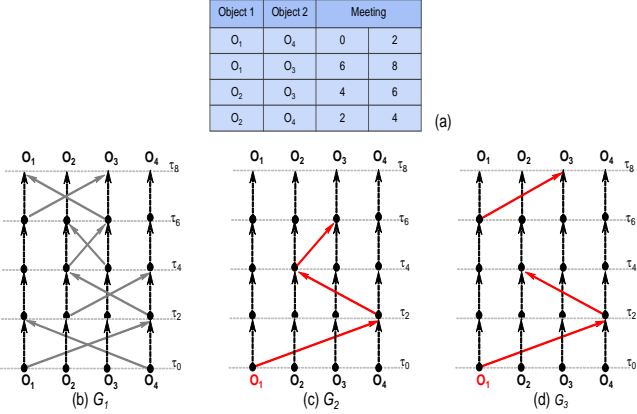 Object 1 Object 2 Meeting
O₁ O₄ 0 2
O₁ O₃ 6 8
O₂ O₃ 4 6
O₂ O₄ 2 4
(a)
O₁ O₂ O₃ O₄ τ₈
τ₆
τ₄
τ₂
τ₀
O₁ O₂ O₃ O₄
(b) G₁
O₁ O₂ O₃ O₄ τ₈
τ₆
τ₄
τ₂
τ₀
O₁ O₂ O₃ O₄
(c) G₂
O₁ O₂ O₃ O₄ τ₈
τ₆
τ₄
τ₂
τ₀
O₁ O₂ O₃ O₄
(d) G₃